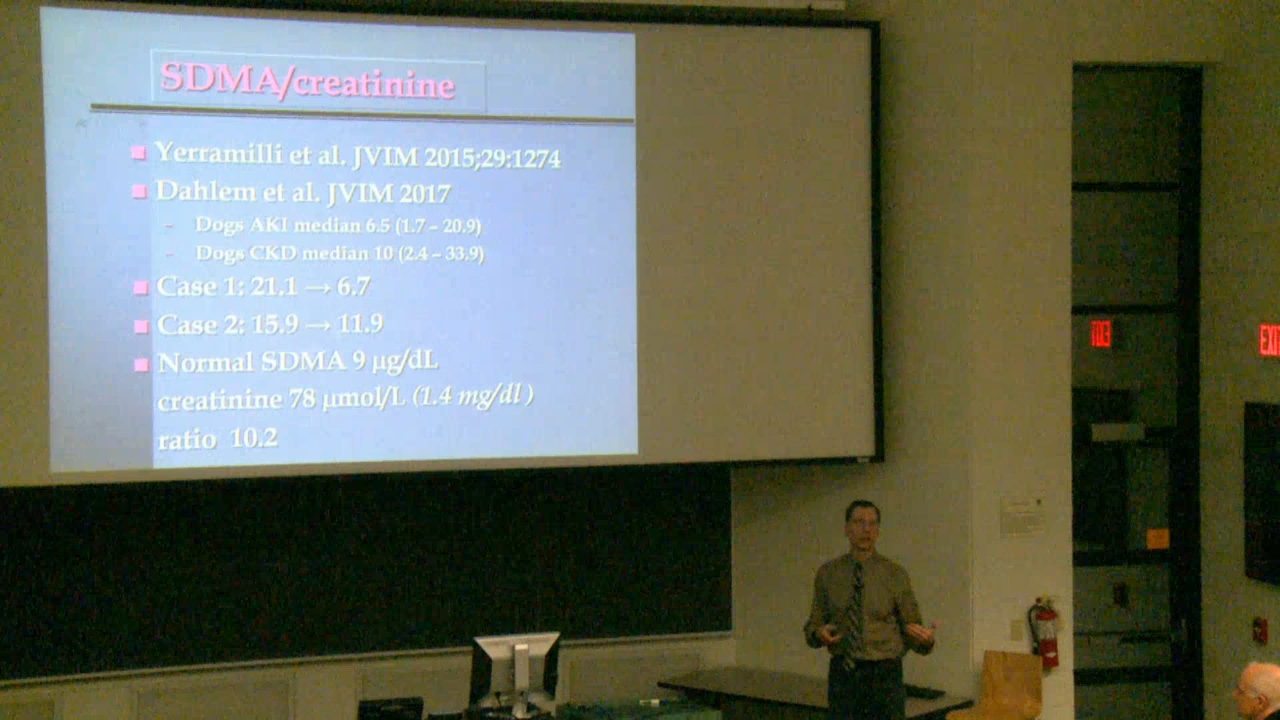 SDMA/creatinine
Yerramilli et al. JVIM 2015;29:1274
Dahlem et al. JVIM 2017
- Dogs AKI median 6.5 (1.7 – 20.9)
- Dogs CKD median 10 (2.4 – 33.9)
Case 1: 21.1 → 6.7
Case 2: 15.9 → 11.9
Normal SDMA 9 µg/dL
creatinine 78 µmol/L (1.4 mg/dl )
ratio 10.2